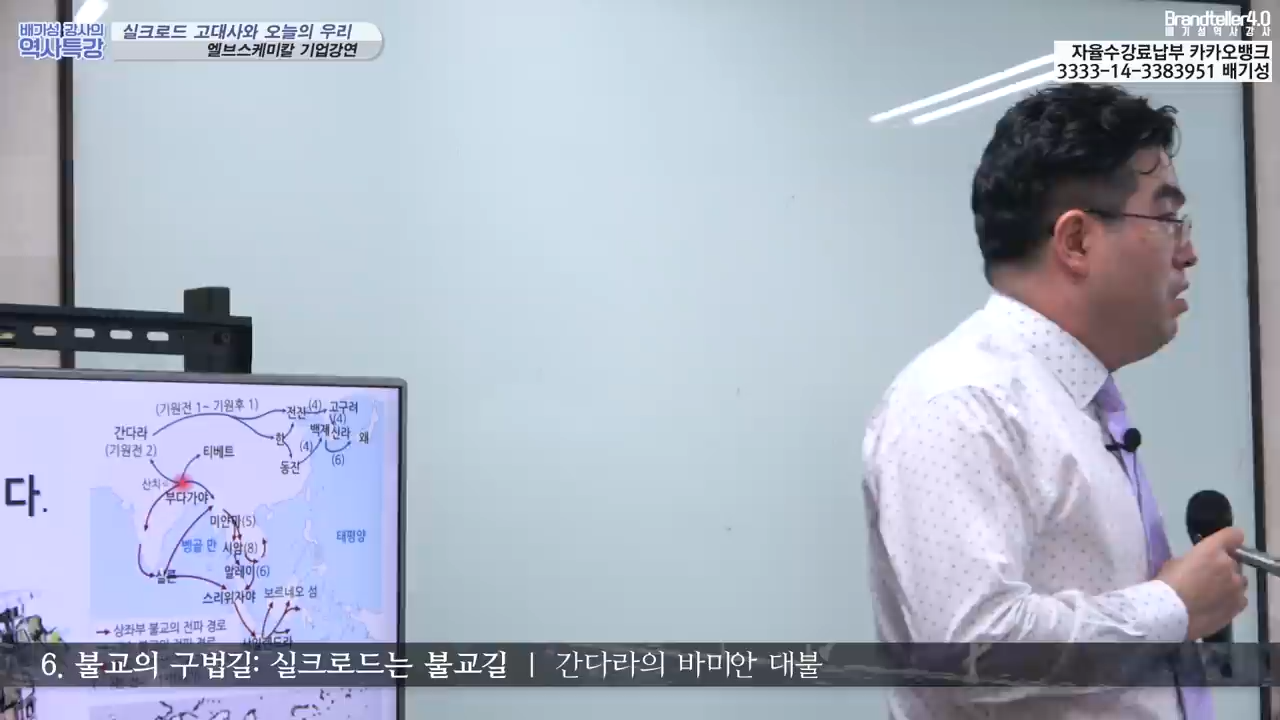 배기성 강사의
역사특강
실크로드 고대사와 오늘의 우리
엘브스케미칼 기업강연
Brandteller4.0
배기성역사강사
자율수강료납부 카카오뱅크
3333-14-3383951 배기성
다.
(기원전 1~ 기원후 1)
전진
(4)
고구려
(4)
간다라
(기원전 2)
한
백제
신라
왜
(4)
(6)
동진
티베트
산치
부다가야
미얀마(5)
벵골 만
시암(8)
태평양
실론
말레이(6)
스리위자야
보르네오 섬
상좌부 불교의 전파 경로
6. 불교의 구법길: 실크로드는 불교길 | 간다라의 바미안 대불